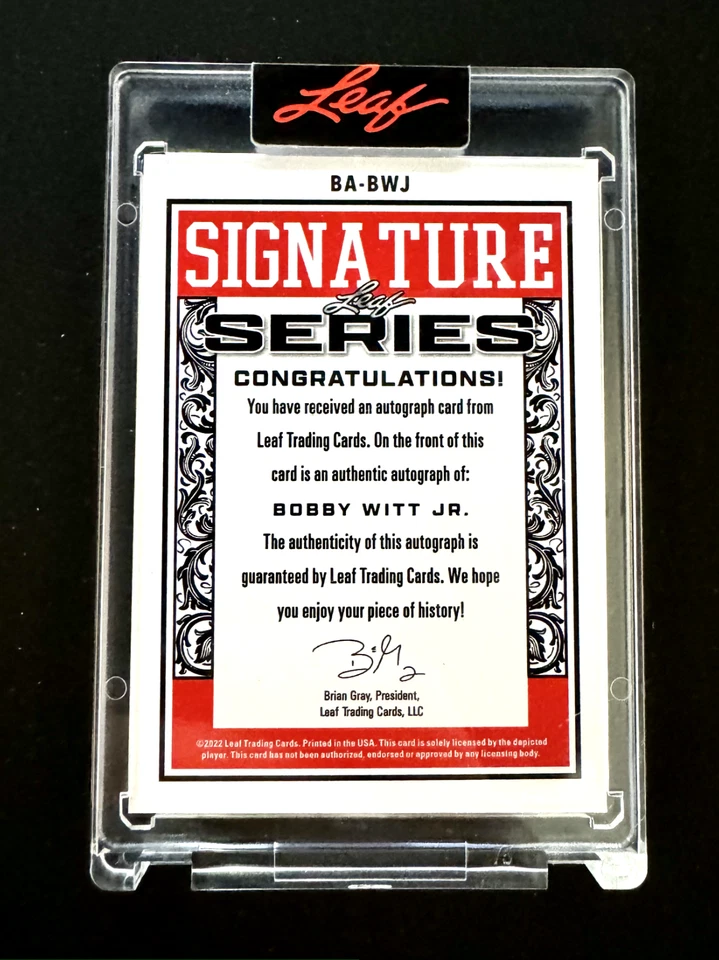 Leaf
BA-BWJ
SIGNATURE
Leaf
SERIES
CONGRATULATIONS!
You have received an autograph card from
Leaf Trading Cards. On the front of this
card is an authentic autograph of:
BOBBY WITT JR.
The authenticity of this autograph is
guaranteed by Leaf Trading Cards. We hope
you enjoy your piece of history!
Brian Gray, President,
Leaf Trading Cards, LLC
©2022 Leaf Trading Cards. Printed in the USA. This card is solely licensed by the depicted
player. This card has not been authorized, endorsed or approved by any licensing body.